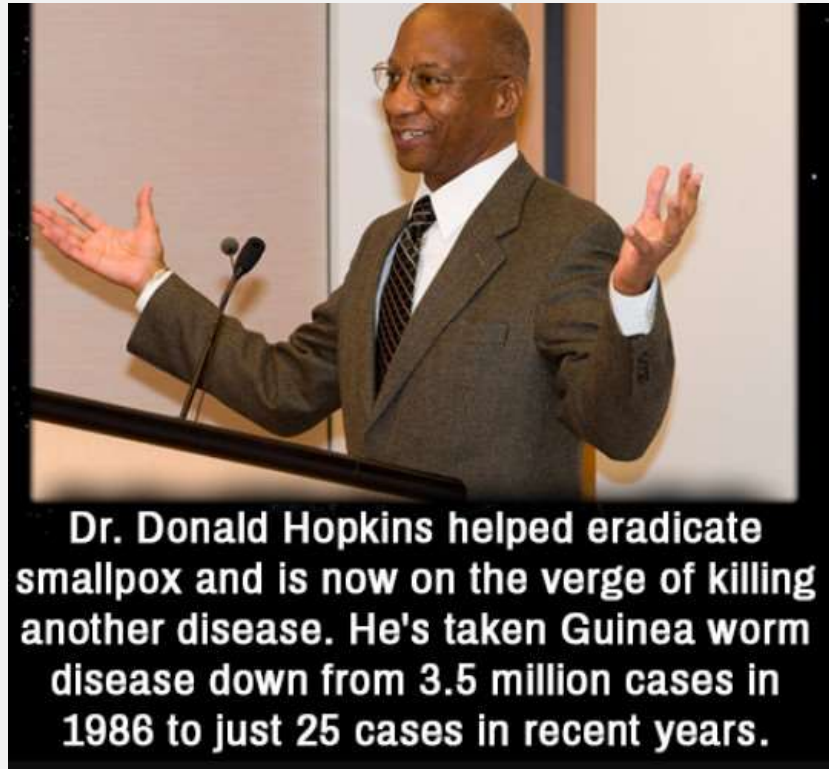 Dr. Donald Hopkins helped eradicate
smallpox and is now on the verge of killing
another disease. He's taken Guinea worm
disease down from 3.5 million cases in
1986 to just 25 cases in recent years.